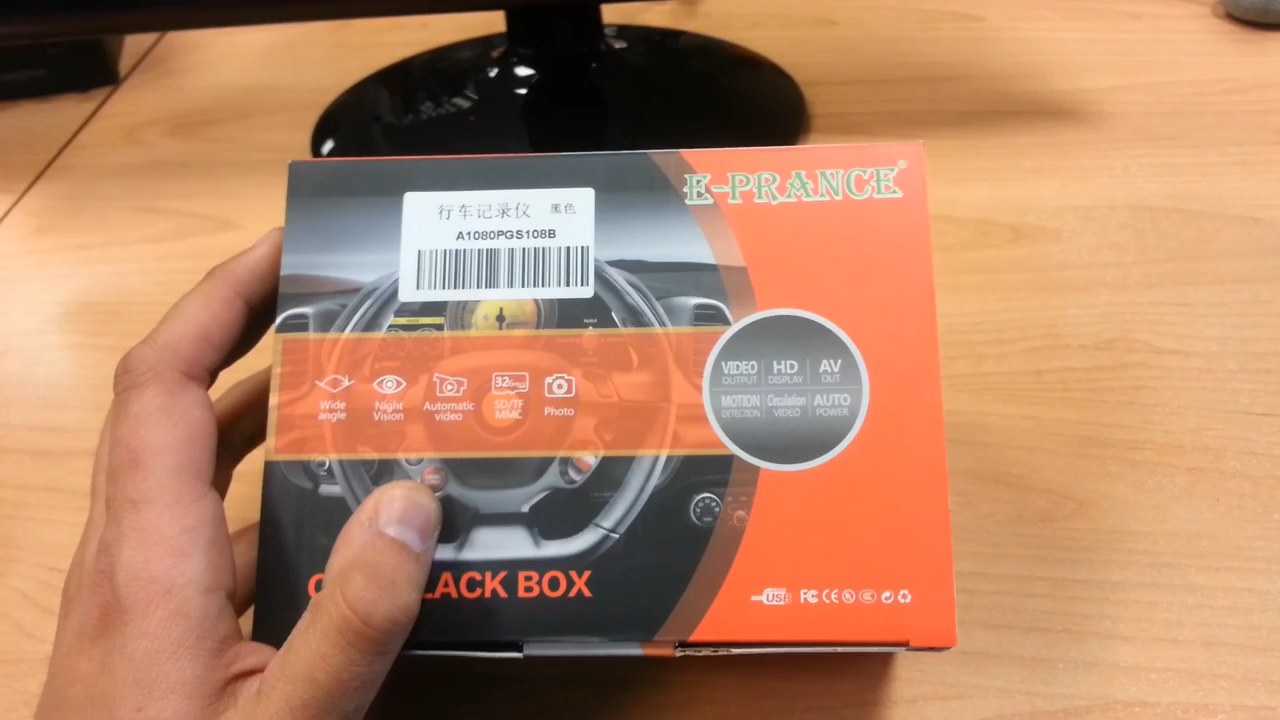 E-PRANCE®
行车记录仪 黑色
A1080PGS108B
Wide angle
Night Vision
Automatic video
32GB SD/TF MMC
Photo
VIDEO OUTPUT
HD DISPLAY
AV OUT
MOTION DETECTION
Circulation VIDEO
AUTO POWER
LACK BOX
USB FC CE